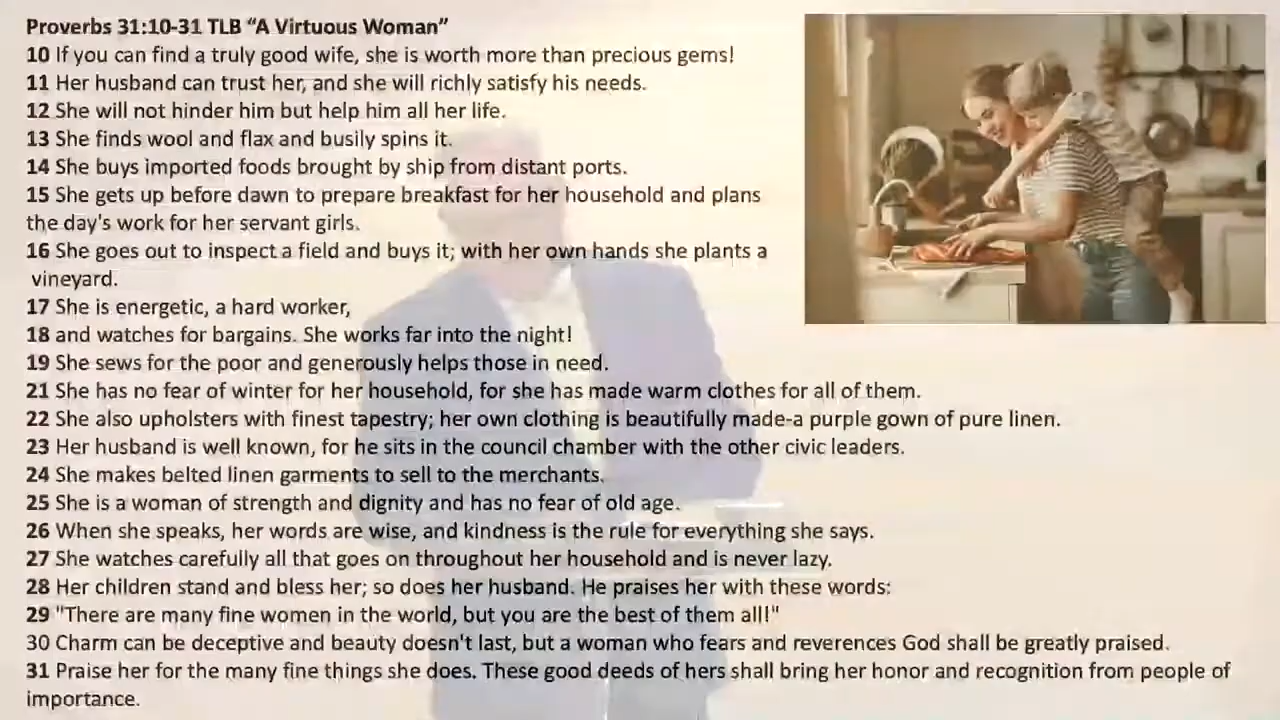 Proverbs 31:10-31 TLB “A Virtuous Woman”
10 If you can find a truly good wife, she is worth more than precious gems!
11 Her husband can trust her, and she will richly satisfy his needs.
12 She will not hinder him but help him all her life.
13 She finds wool and flax and busily spins it.
14 She buys imported foods brought by ship from distant ports.
15 She gets up before dawn to prepare breakfast for her household and plans
the day's work for her servant girls.
16 She goes out to inspect a field and buys it; with her own hands she plants a
vineyard.
17 She is energetic, a hard worker,
18 and watches for bargains. She works far into the night!
19 She sews for the poor and generously helps those in need.
21 She has no fear of winter for her household, for she has made warm clothes for all of them.
22 She also upholsters with finest tapestry; her own clothing is beautifully made-a purple gown of pure linen.
23 Her husband is well known, for he sits in the council chamber with the other civic leaders.
24 She makes belted linen garments to sell to the merchants.
25 She is a woman of strength and dignity and has no fear of old age.
26 When she speaks, her words are wise, and kindness is the rule for everything she says.
27 She watches carefully all that goes on throughout her household and is never lazy.
28 Her children stand and bless her; so does her husband. He praises her with these words:
29 "There are many fine women in the world, but you are the best of them all!"
30 Charm can be deceptive and beauty doesn't last, but a woman who fears and reverences God shall be greatly praised.
31 Praise her for the many fine things she does. These good deeds of hers shall bring her honor and recognition from people of
importance.